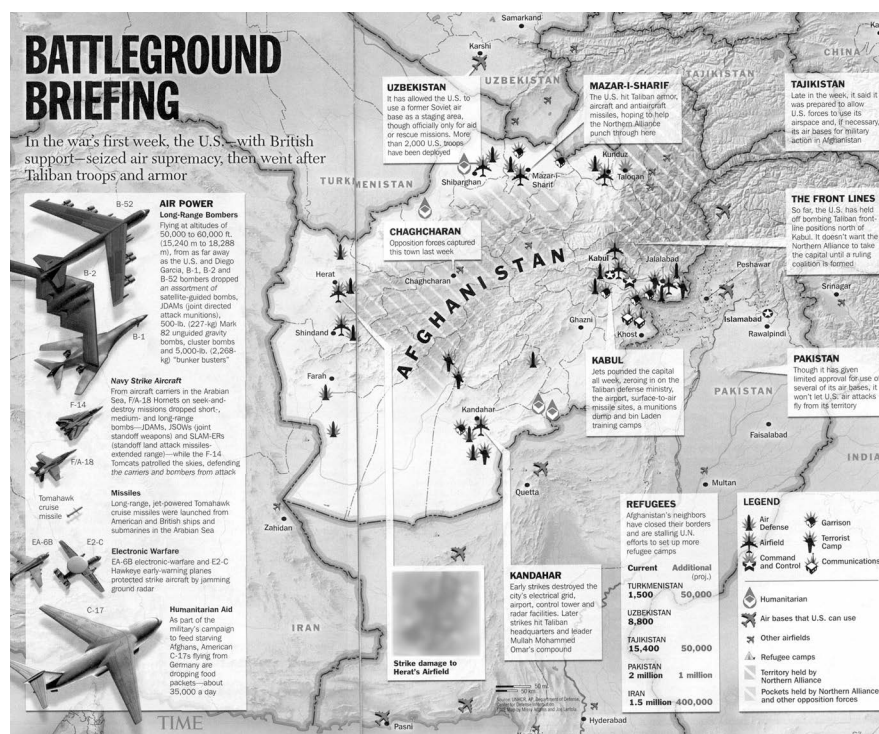 BATTLEGROUND
BRIEFING
In the war's first week, the U.S.—with British
support—seized air supremacy, then went after
Taliban troops and armor
AIR POWER
Long-Range Bombers
Flying at altitudes of
50,000 to 60,000 ft.
(15,240 m to 18,288
m), from as far away
as the U.S. and Diego
Garcia, B-1, B-2 and
B-52 bombers dropped
an assortment of
satellite-guided bombs,
JDAMs (joint directed
attack munitions),
500-lb. (227-kg) Mark
82 unguided gravity
bombs, cluster bombs
and 5,000-lb. (2,268-
kg) "bunker busters"
B-52
B-2
B-1
Navy Strike Aircraft
From aircraft carriers in the Arabian
Sea, F/A-18 Hornets on seek-and-
destroy missions dropped short-,
medium- and long-range
bombs—JDAMs, JSOWs (joint
standoff weapons) and SLAM-ERs
(standoff land attack missiles-
extended range)—while the F-14
Tomcats patrolled the skies, defending
the carriers and bombers from attack
F-14
F/A-18
Missiles
Long-range, jet-powered Tomahawk
cruise missiles were launched from
American and British ships and
submarines in the Arabian Sea
Tomahawk
cruise
missile
Electronic Warfare
EA-6B electronic-warfare and E2-C
Hawkeye early-warning planes
protected strike aircraft by jamming
ground radar
EA-6B
E2-C
Humanitarian Aid
As part of the
military's campaign
to feed starving
Afghans, American
C-17s flying from
Germany are
dropping food
packets—about
35,000 a day
C-17
TIME
Samarkand
Karshi
UZBEKISTAN
TAJIKISTAN
CHINA
TURKMENISTAN
UZBEKISTAN
It has allowed the U.S. to
use a former Soviet air
base as a staging area,
though officially only for aid
or rescue missions. More
than 2,000 U.S. troops
have been deployed
MAZAR-I-SHARIF
The U.S. hit Taliban armor,
aircraft and antiaircraft
missiles, hoping to help
the Northern Alliance
punch through here
TAJIKISTAN
Late in the week, it said it
was prepared to allow
U.S. forces to use its
airspace and, if necessary,
its air bases for military
action in Afghanistan
THE FRONT LINES
So far, the U.S. has held
off bombing Taliban front-
line positions north of
Kabul. It doesn't want the
Northern Alliance to take
the capital until a ruling
coalition is formed
CHAGHCHARAN
Opposition forces captured
this town last week
Shibarghan
Mazar-i-
Sharif
Kunduz
Taloqan
Herat
Chaghcharan
AFGHANISTAN
Kabul
Jalalabad
Peshawar
Srinagar
Shindand
Ghazni
Khost
Islamabad
Rawalpindi
Farah
Kandahar
KABUL
Jets pounded the capital
all week, zeroing in on the
Taliban defense ministry,
the airport, surface-to-air
missile sites, a munitions
dump and bin Laden
training camps
PAKISTAN
Though it has given
limited approval for use of
several of its air bases, it
won't let U.S. air attacks
fly from its territory
PAKISTAN
Faisalabad
INDIA
Quetta
Multan
Zahidan
IRAN
Strike damage to
Herat's Airfield
KANDAHAR
Early strikes destroyed the
city's electrical grid,
airport, control tower and
radar facilities. Later
strikes hit Taliban
headquarters and leader
Mullah Mohammed
Omar's compound
REFUGEES
Afghanistan's neighbors
have closed their borders
and are stalling U.N.
efforts to set up more
refugee camps
Current Additional
(proj.)
TURKMENISTAN
1,500 50,000
UZBEKISTAN
8,800
TAJIKISTAN
15,400 50,000
PAKISTAN
2 million 1 million
IRAN
1.5 million 400,000
LEGEND
Air
Defense
Airfield
Command
and Control
Garrison
Terrorist
Camp
Communications
Humanitarian
Air bases that U.S. can use
Other airfields
Refugee camps
Territory held by
Northern Alliance
Pockets held by Northern Alliance
and other opposition forces
50 mi
50 km
Pasni
Hyderabad